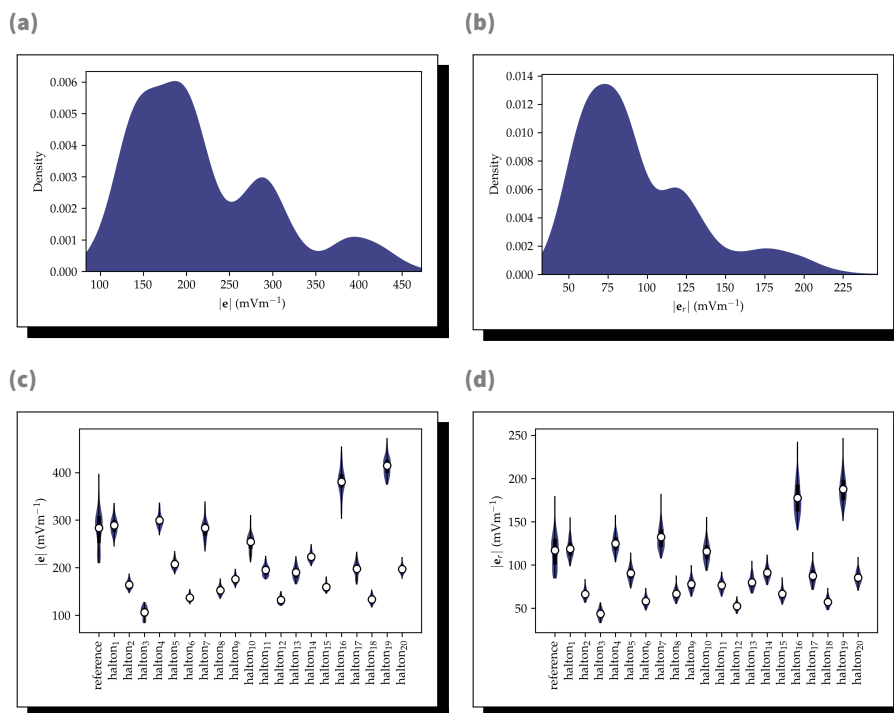 (a)
0.006
0.005
0.004
0.003
0.002
0.001
0.000
Density
100 150 200 250 300 350 400 450
|e| (mVm⁻¹)
(b)
0.014
0.012
0.010
0.008
0.006
0.004
0.002
0.000
Density
50 75 100 125 150 175 200 225
|eᵣ| (mVm⁻¹)
(c)
400
300
200
100
|e| (mVm⁻¹)
reference
halton₁
halton₂
halton₃
halton₄
halton₅
halton₆
halton₇
halton₈
halton₉
halton₁₀
halton₁₁
halton₁₂
halton₁₃
halton₁₄
halton₁₅
halton₁₆
halton₁₇
halton₁₈
halton₁₉
halton₂₀
(d)
250
200
150
100
50
|eᵣ| (mVm⁻¹)
reference
halton₁
halton₂
halton₃
halton₄
halton₅
halton₆
halton₇
halton₈
halton₉
halton₁₀
halton₁₁
halton₁₂
halton₁₃
halton₁₄
halton₁₅
halton₁₆
halton₁₇
halton₁₈
halton₁₉
halton₂₀